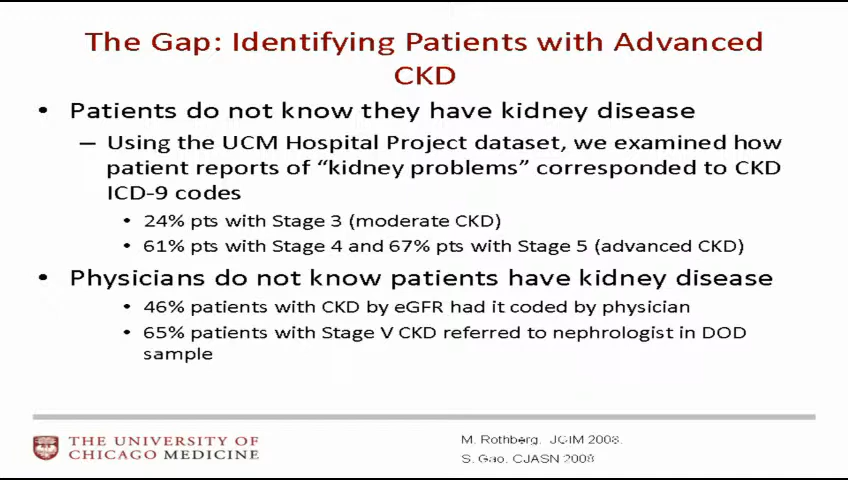 The Gap: Identifying Patients with Advanced
CKD
• Patients do not know they have kidney disease
– Using the UCM Hospital Project dataset, we examined how
patient reports of “kidney problems” corresponded to CKD
ICD-9 codes
• 24% pts with Stage 3 (moderate CKD)
• 61% pts with Stage 4 and 67% pts with Stage 5 (advanced CKD)
• Physicians do not know patients have kidney disease
• 46% patients with CKD by eGFR had it coded by physician
• 65% patients with Stage V CKD referred to nephrologist in DOD
sample
THE UNIVERSITY OF
CHICAGO MEDICINE
M. Rothberg. JGIM 2008.
S. Gao. CJASN 2008